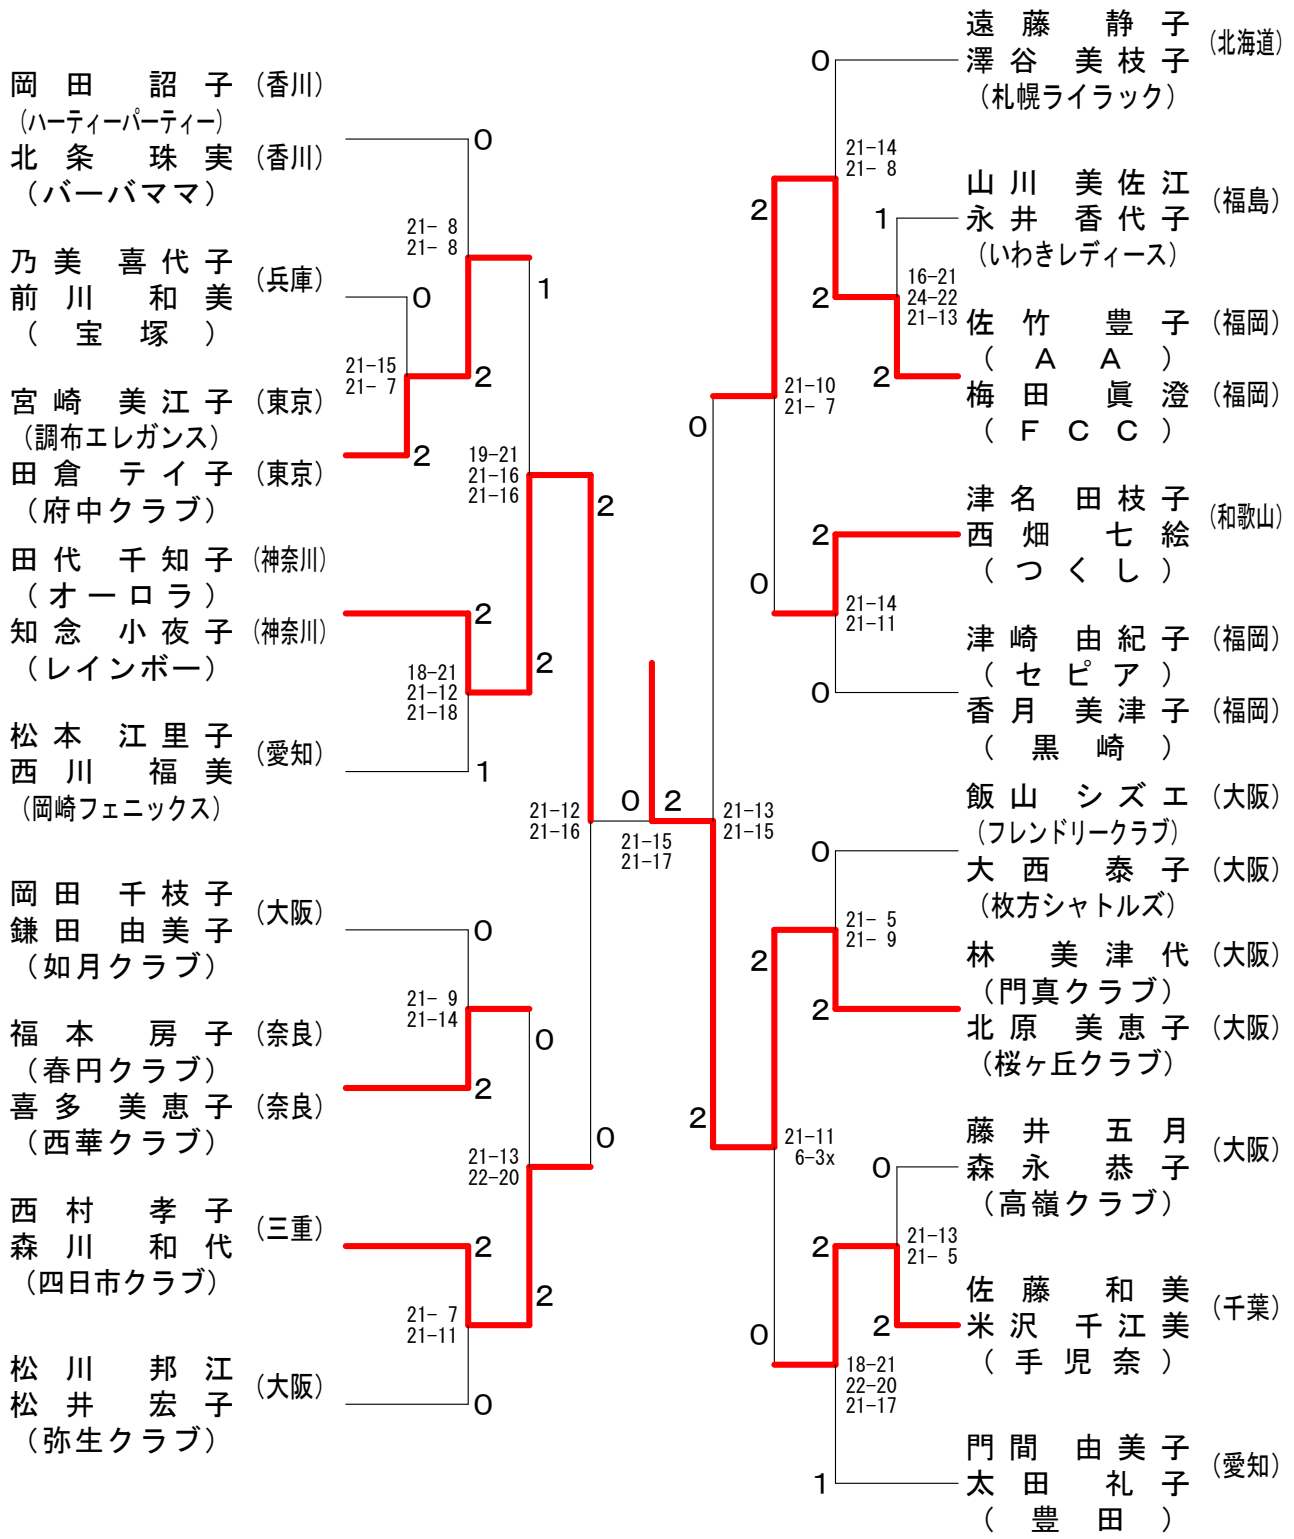 岡田 詔子 (香川)
(ハーティーパーティー)
北条 珠実 (香川)
(バーバママ)
0
21- 8
21- 8
乃美 喜代子
前川 和美
(宝塚)
(兵庫)
0
21-15
21- 7
2
1
宮崎 美江子 (東京)
(調布エレガンス)
田倉 テイ子 (東京)
(府中クラブ)
2
19-21
21-16
21-16
2
田代 千知子 (神奈川)
(オーロラ)
知念 小夜子 (神奈川)
(レインボー)
2
18-21
21-12
21-18
2
松本 江里子
西川 福美
(岡崎フェニックス)
(愛知)
1
21-12
21-16
0
2
21-15
21-17
岡田 千枝子
鎌田 由美子
(如月クラブ)
(大阪)
0
21- 9
21-14
0
福本 房子 (奈良)
(春円クラブ)
喜多 美恵子 (奈良)
(西華クラブ)
2
21-13
22-20
0
西村 孝子
森川 和代
(四日市クラブ)
(三重)
2
21- 7
21-11
2
松川 邦江
松井 宏子
(弥生クラブ)
(大阪)
0
遠藤 静子
澤谷 美枝子
(札幌ライラック)
(北海道)
0
21-14
21- 8
2
山川 美佐江
永井 香代子
(いわきレディース)
(福島)
1
16-21
24-22
21-13
2
佐竹 豊子 (福岡)
(AA)
梅田 眞澄 (福岡)
(FCC)
2
21-10
21- 7
0
津名 田枝子
西畑 七絵
(つくし)
(和歌山)
2
0
21-14
21-11
津崎 由紀子 (福岡)
(セピア)
香月 美津子 (福岡)
(黒崎)
0
21-13
21-15
飯山 シズエ (大阪)
(フレンドリークラブ)
大西 泰子 (大阪)
(枚方シャトルズ)
0
21- 5
21- 9
2
林 美津代 (大阪)
(門真クラブ)
北原 美恵子 (大阪)
(桜ヶ丘クラブ)
2
2
21-11
6-3x
藤井 五月
森永 恭子
(高嶺クラブ)
(大阪)
0
21-13
21- 5
2
佐藤 和美
米沢 千江美
(手児奈)
(千葉)
2
0
18-21
22-20
21-17
門間 由美子
太田 礼子
(豊田)
(愛知)
1